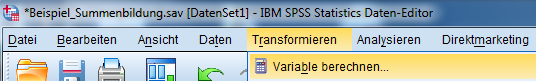 *Beispiel_Summenbildung.sav [DatenSet1] - IBM SPSS Statistics Daten-Editor
Datei Bearbeiten Ansicht Daten Transformieren Analysieren Direktmarketing
Variable berechnen...